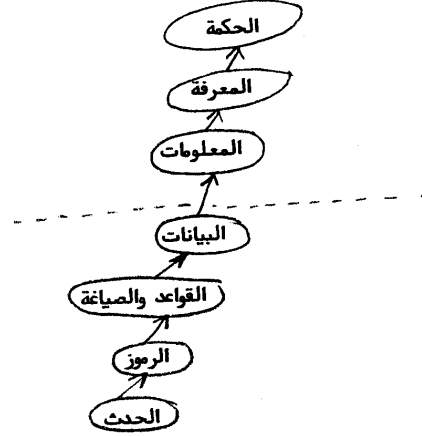 الحكمة
المعرفة
المعلومات
البيانات
القواعد والصياغة
الرموز
الحدث